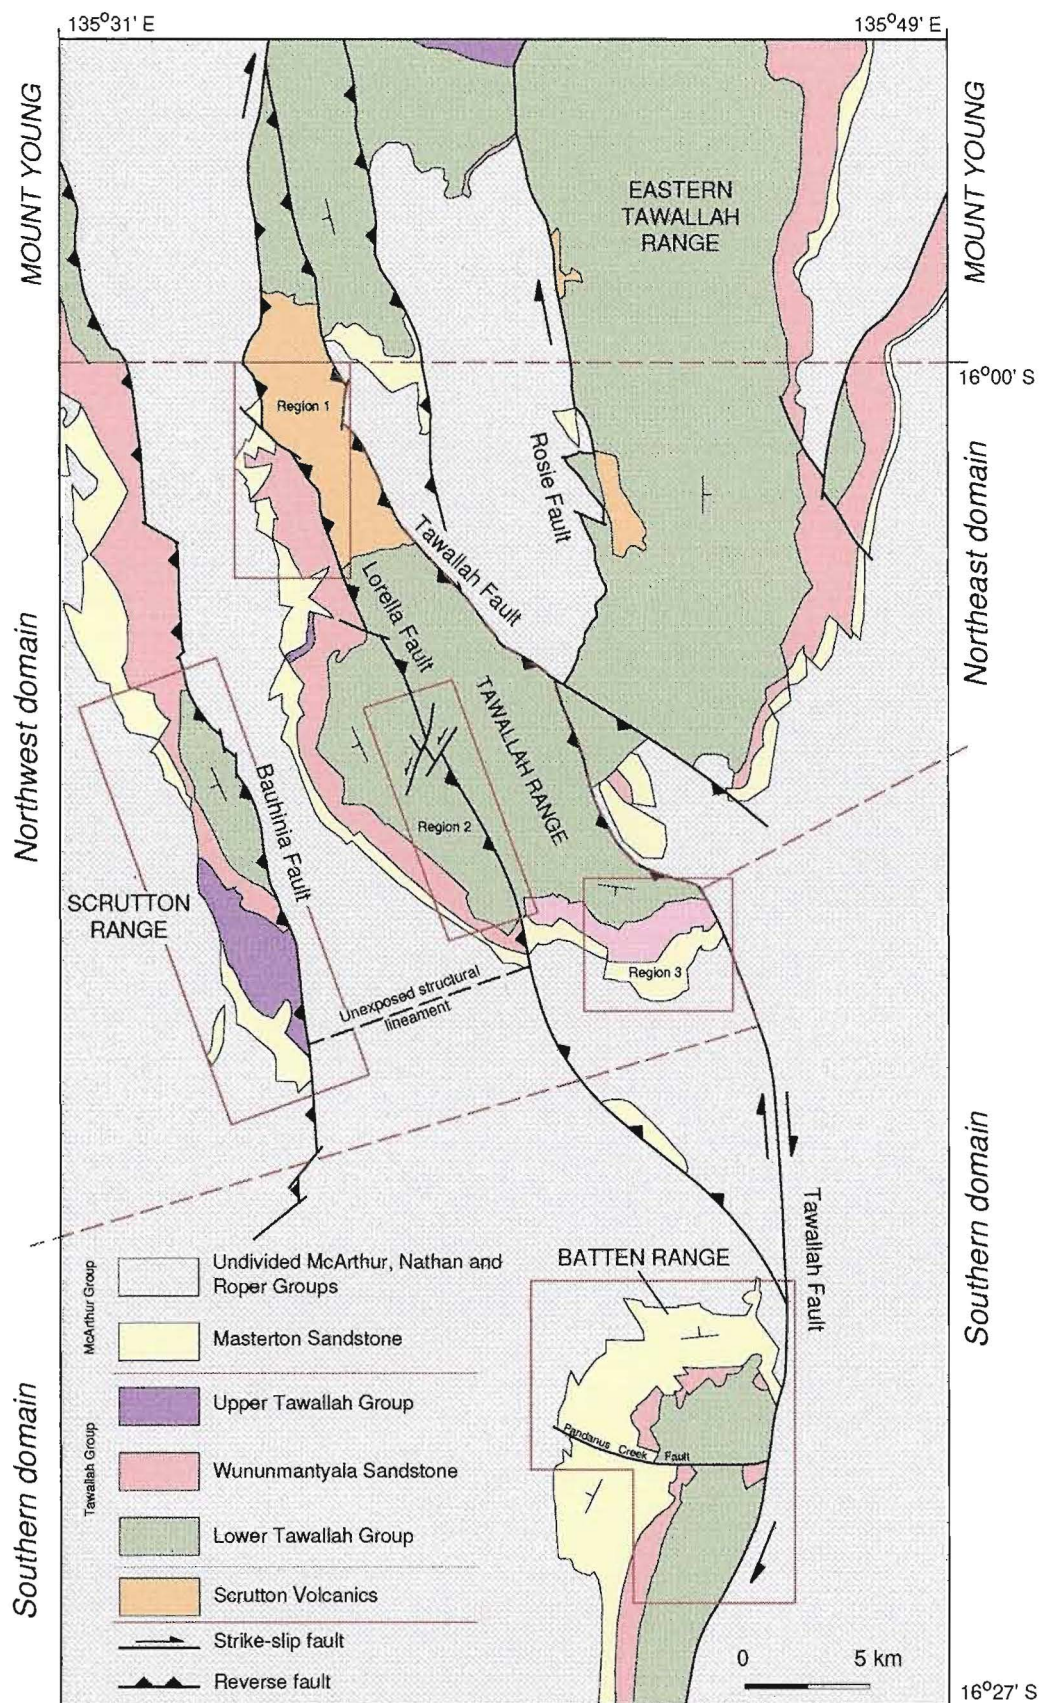 135°31' E
135°49' E
MOUNT YOUNG
MOUNT YOUNG
EASTERN
TAWALLAH
RANGE
16°00' S
Region 1
Rosie Fault
Tawallah Fault
Lorella Fault
Northeast domain
Northwest domain
TAWALLAH RANGE
Bauhinia Fault
Region 2
SCRUTTON
RANGE
Region 3
Unexposed structural
lineament
Southern domain
Tawallah Fault
BATTEN RANGE
Pandanus Creek Fault
Southern domain
McArthur Group
Undivided McArthur, Nathan and
Roper Groups
Masterton Sandstone
Tawallah Group
Upper Tawallah Group
Wununmantyala Sandstone
Lower Tawallah Group
Scrutton Volcanics
Strike-slip fault
Reverse fault
0 5 km
16°27' S